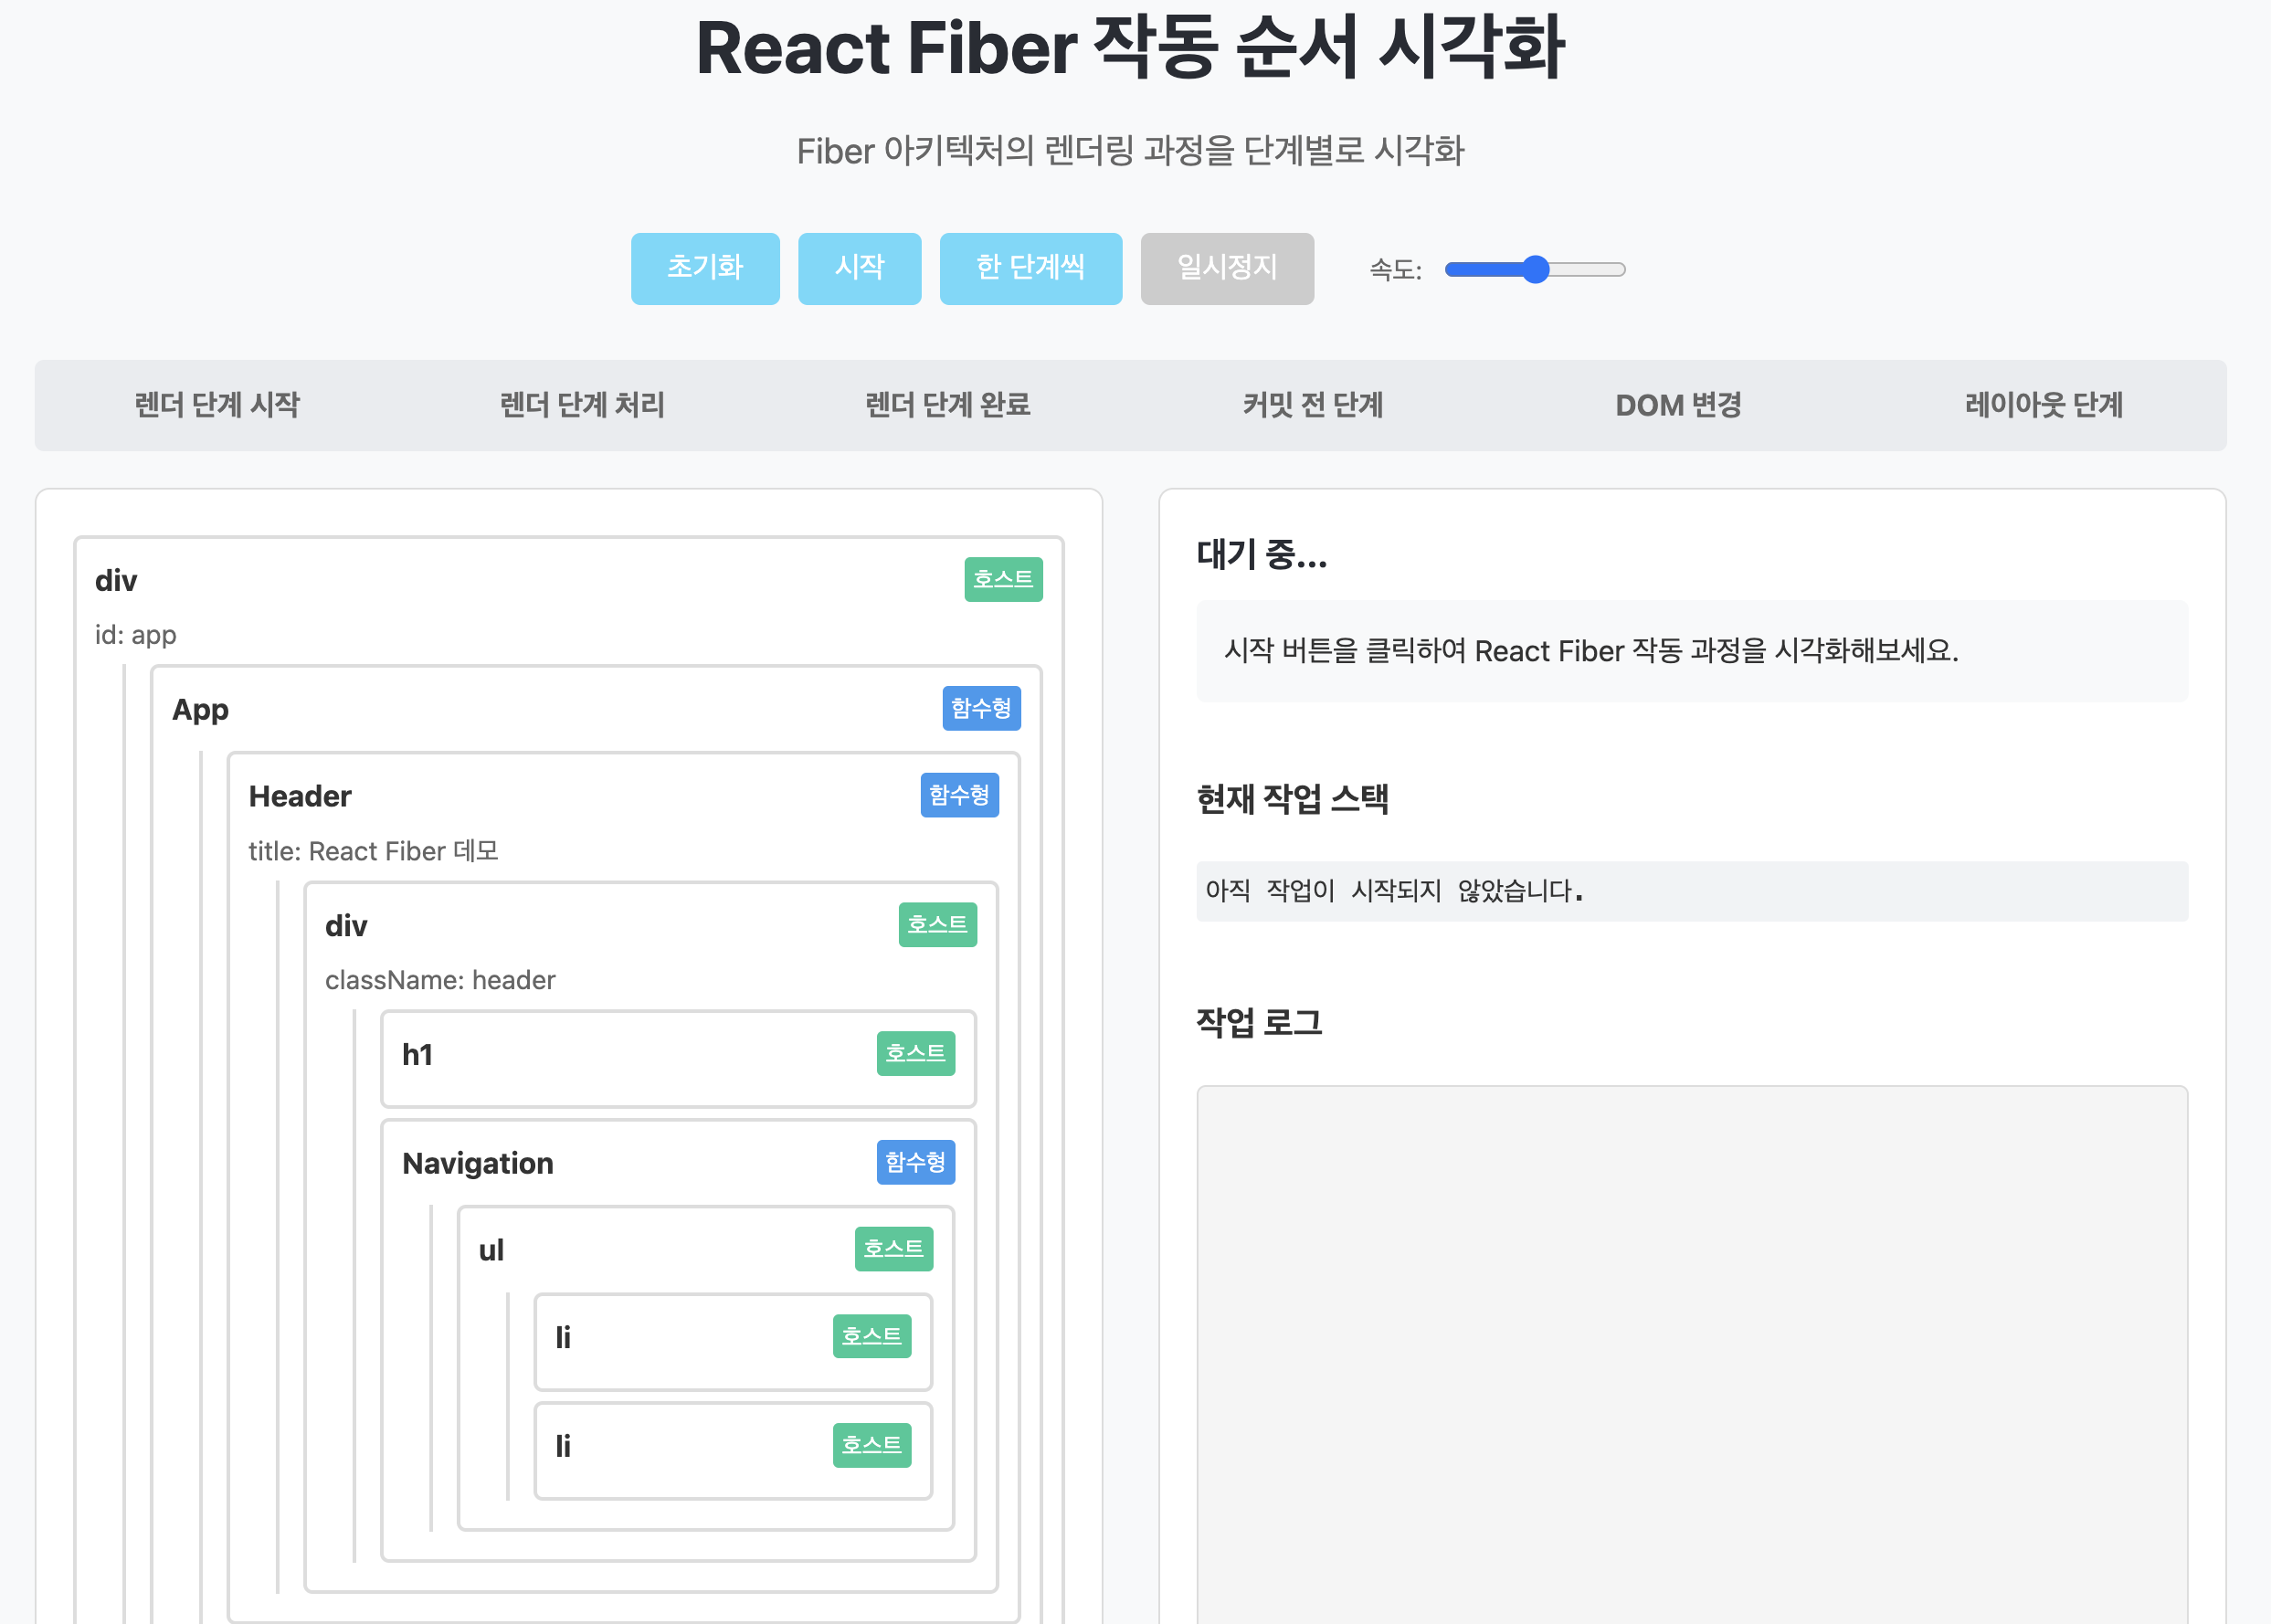 React Fiber 작동 순서 시각화
Fiber 아키텍처의 렌더링 과정을 단계별로 시각화
초기화 시작 한 단계씩 일시정지 속도:
렌더 단계 시작 렌더 단계 처리 렌더 단계 완료 커밋 전 단계 DOM 변경 레이아웃 단계
div 호스트
id: app
App 함수형
Header 함수형
title: React Fiber 데모
div 호스트
className: header
h1 호스트
Navigation 함수형
ul 호스트
li 호스트
li 호스트
대기 중...
시작 버튼을 클릭하여 React Fiber 작동 과정을 시각화해보세요.
현재 작업 스택
아직 작업이 시작되지 않았습니다.
작업 로그